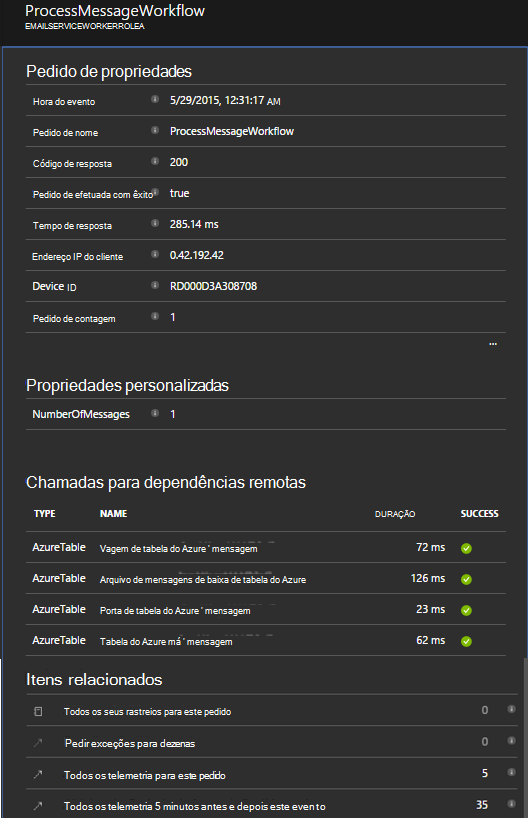 ProcessMessageWorkflow
EMAILSERVICEWORKERROLEA
Pedido de propriedades
Hora do evento 5/29/2015, 12:31:17 AM
Pedido de nome ProcessMessageWorkflow
Código de resposta 200
Pedido de efetuada com êxito true
Tempo de resposta 285.14 ms
Endereço IP do cliente 0.42.192.42
Device ID RD000D3A308708
Pedido de contagem 1
...
Propriedades personalizadas
NumberOfMessages 1
Chamadas para dependências remotas
TYPE NAME DURAÇÃO SUCCESS
AzureTable Vagem de tabela do Azure ' mensagem 72 ms
AzureTable Arquivo de mensagens de baixa de tabela do Azure 126 ms
AzureTable Porta de tabela do Azure ' mensagem 23 ms
AzureTable Tabela do Azure má ' mensagem 62 ms
Itens relacionados
Todos os seus rastreios para este pedido 0
Pedir exceções para dezenas 0
Todos os telemetria para este pedido 5
Todos os telemetria 5 minutos antes e depois este evento 35